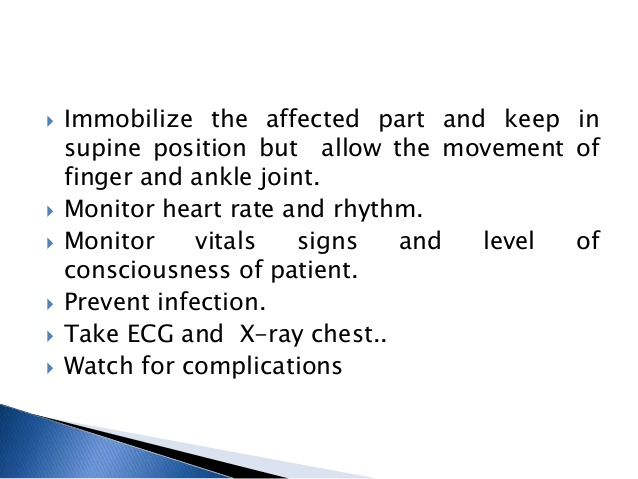 Immobilize the affected part and keep in
supine position but allow the movement of
finger and ankle joint.
Monitor heart rate and rhythm.
Monitor vitals signs and level of
consciousness of patient.
Prevent infection.
Take ECG and X-ray chest..
Watch for complications